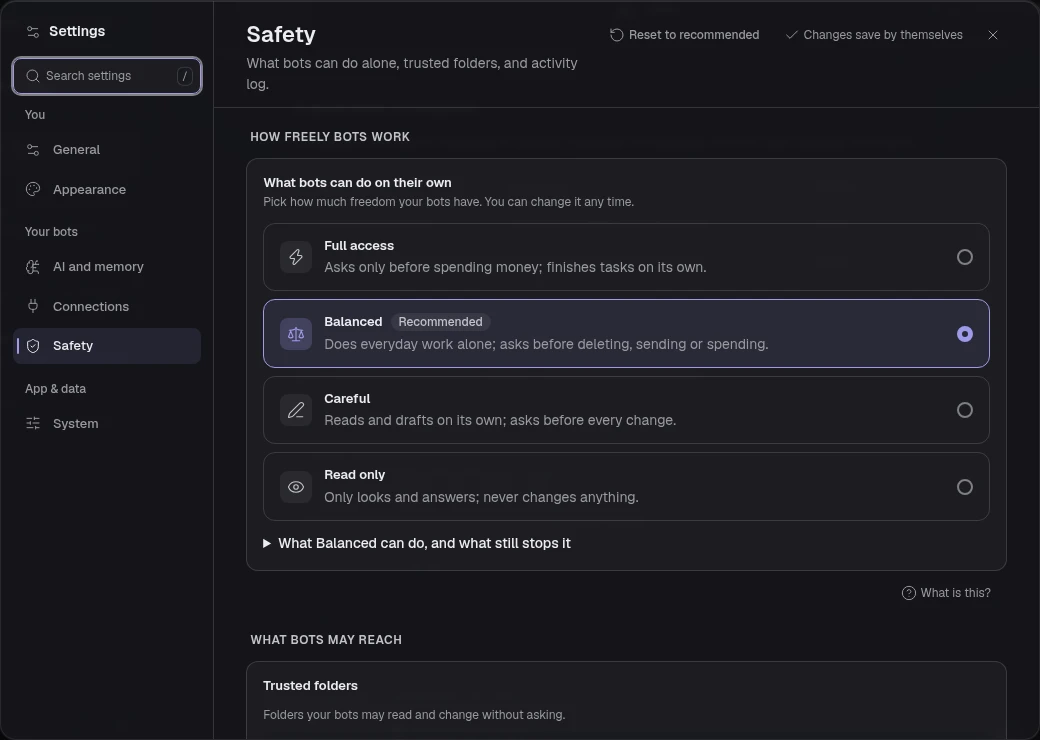 Settings
Search settings /
You
General
Appearance
Your bots
AI and memory
Connections
Safety
App & data
System
Safety
What bots can do alone, trusted folders, and activity
log.
Reset to recommended
Changes save by themselves
HOW FREELY BOTS WORK
What bots can do on their own
Pick how much freedom your bots have. You can change it any time.
Full access
Asks only before spending money; finishes tasks on its own.
Balanced Recommended
Does everyday work alone; asks before deleting, sending or spending.
Careful
Reads and drafts on its own; asks before every change.
Read only
Only looks and answers; never changes anything.
What Balanced can do, and what still stops it
What is this?
WHAT BOTS MAY REACH
Trusted folders
Folders your bots may read and change without asking.